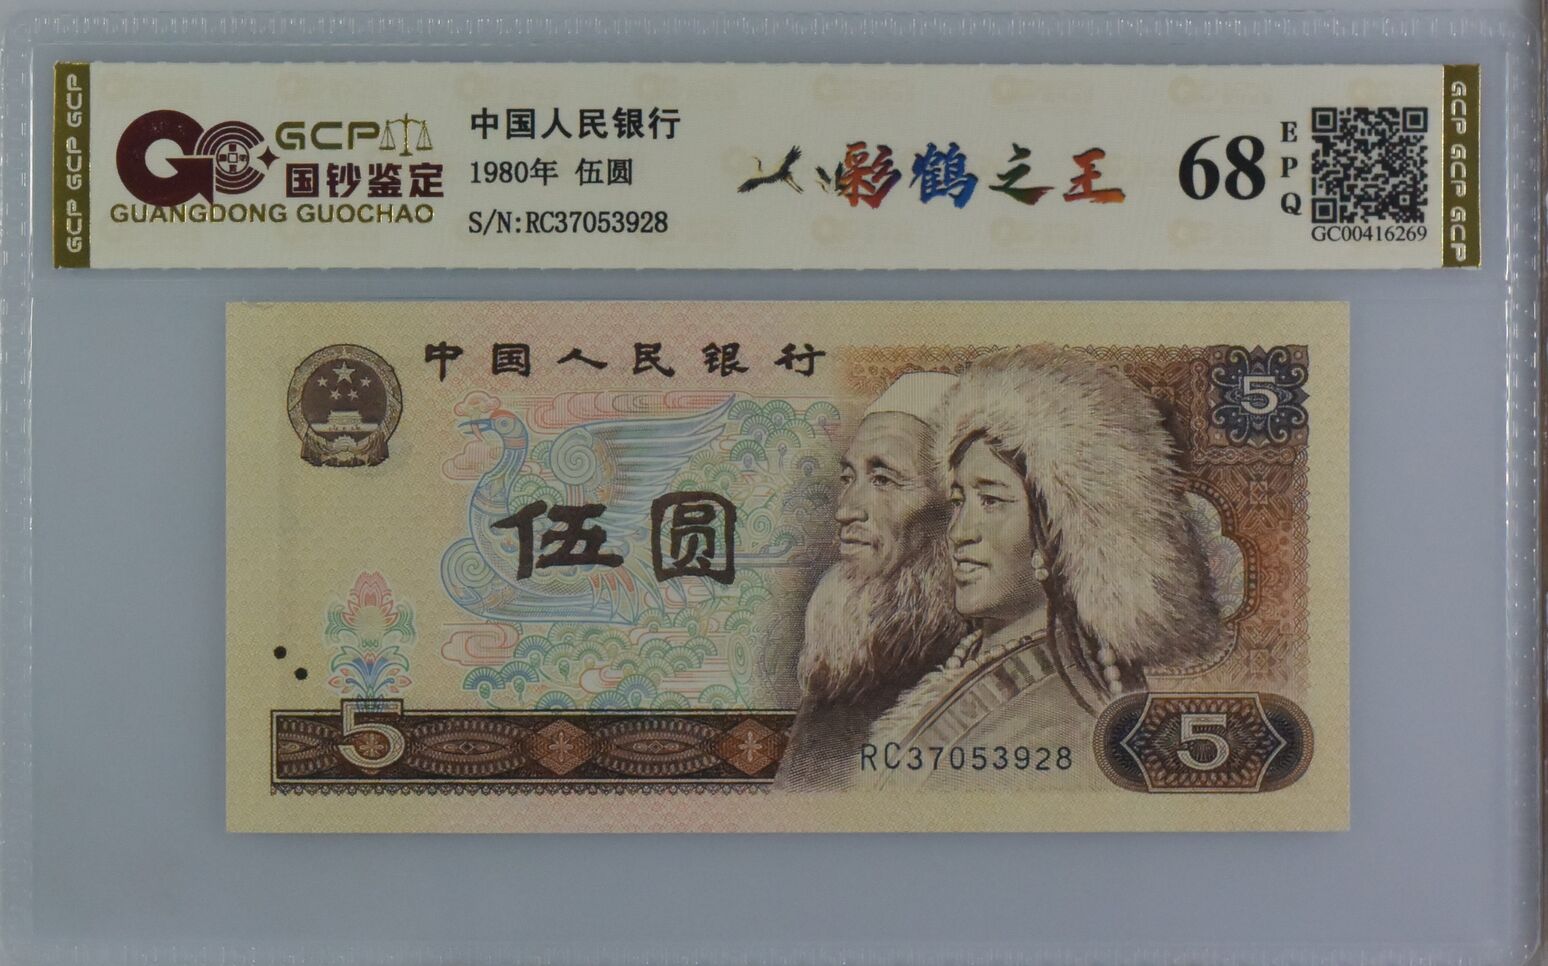 GCP GCP GCP
GCP
国钞鉴定
GUANGDONG GUOCHAO
中国人民银行
1980年 伍圆
S/N:RC37053928
彩鹤之王
68
EPQ
GC00416269
GCP GCP GCP
中国人民银行
5
伍圆
5
RC37053928
5